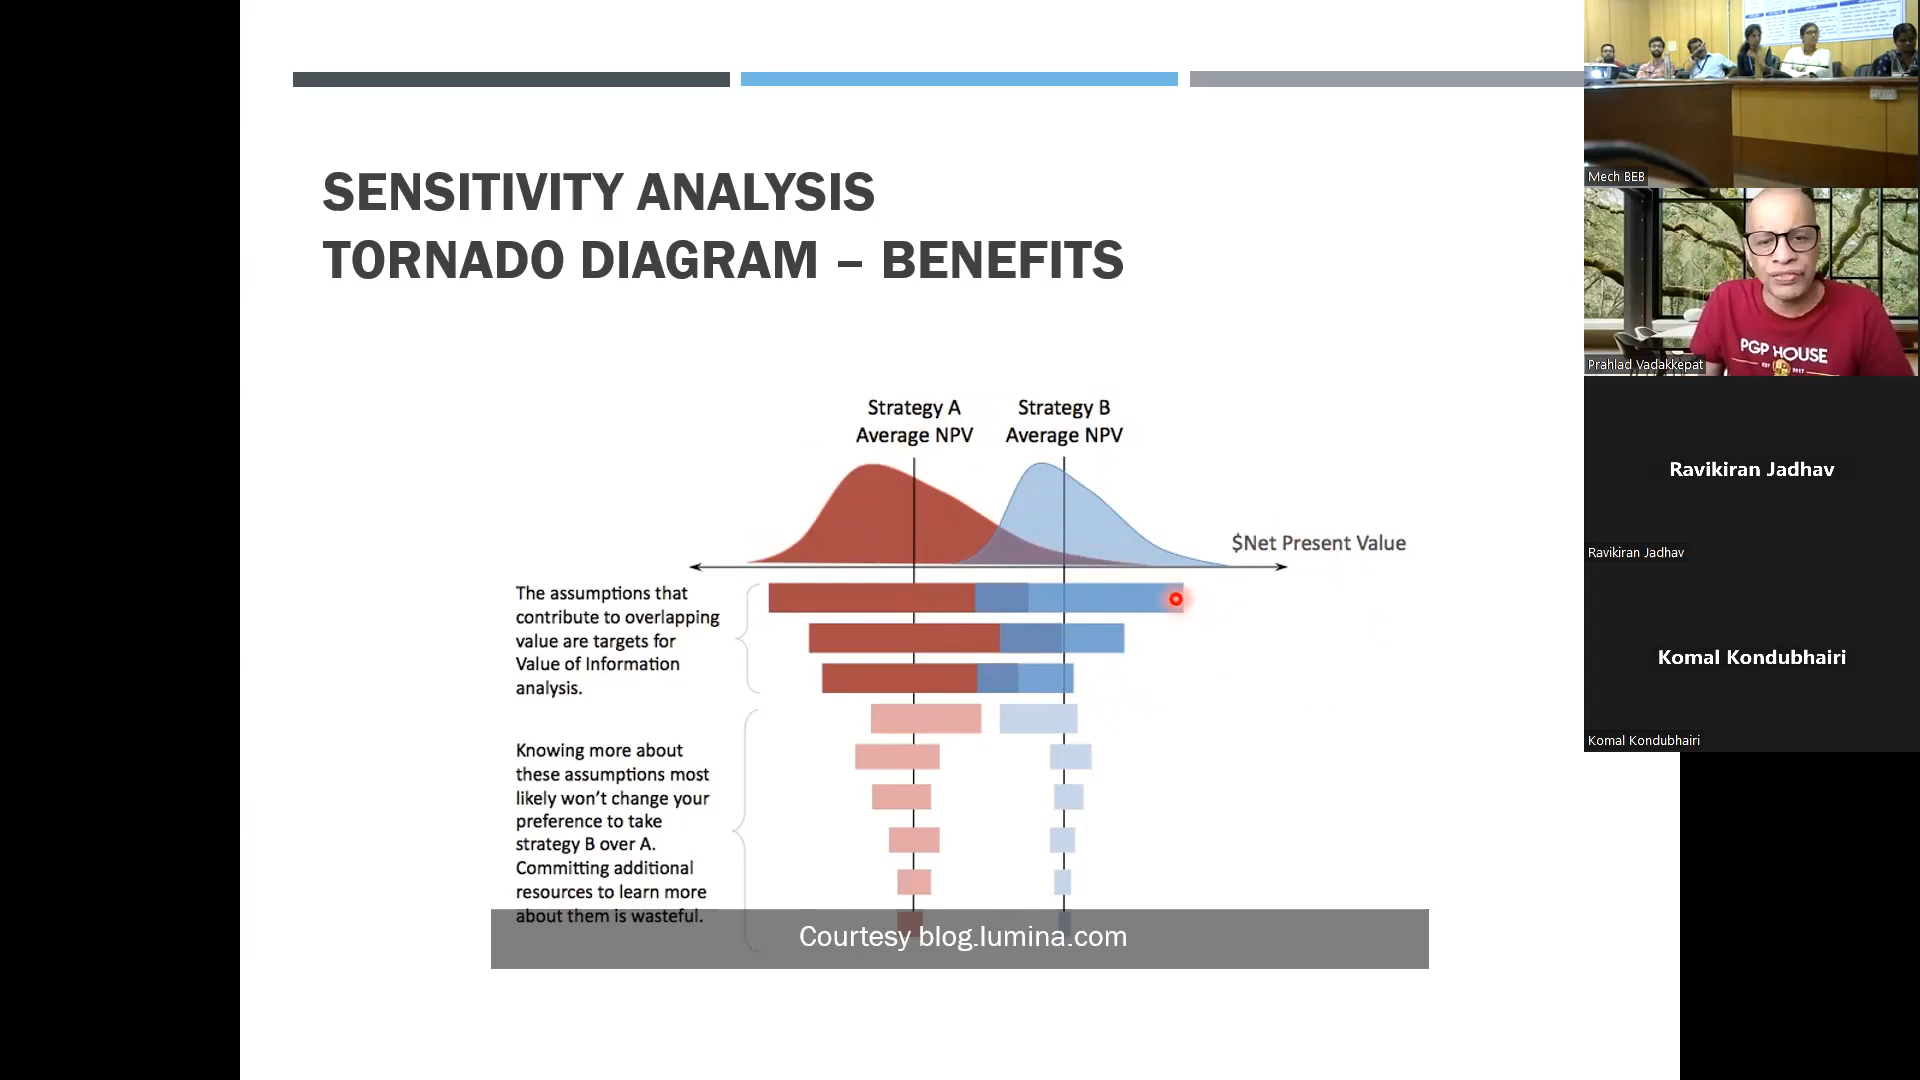 SENSITIVITY ANALYSIS
TORNADO DIAGRAM – BENEFITS
Strategy A
Average NPV
Strategy B
Average NPV
$Net Present Value
The assumptions that
contribute to overlapping
value are targets for
Value of Information
analysis.
Knowing more about
these assumptions most
likely won't change your
preference to take
strategy B over A.
Committing additional
resources to learn more
about them is wasteful.
Courtesy blog.lumina.com
Mech BEB
PGP HOUSE
EST 2017
Prahlad Vadakkepat
Ravikiran Jadhav
Ravikiran Jadhav
Komal Kondubhairi
Komal Kondubhairi